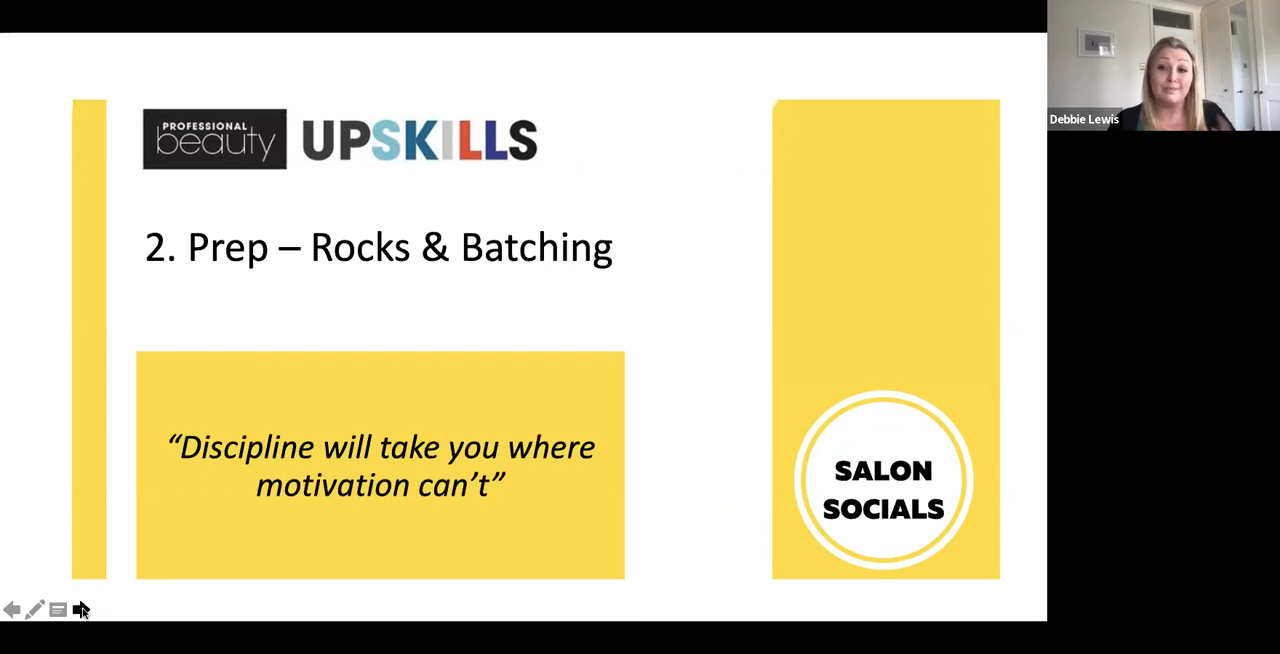 PROFESSIONAL
beauty
UPSKILLS
2. Prep – Rocks & Batching
“Discipline will take you where
motivation can’t”
SALON
SOCIALS
Debbie Lewis